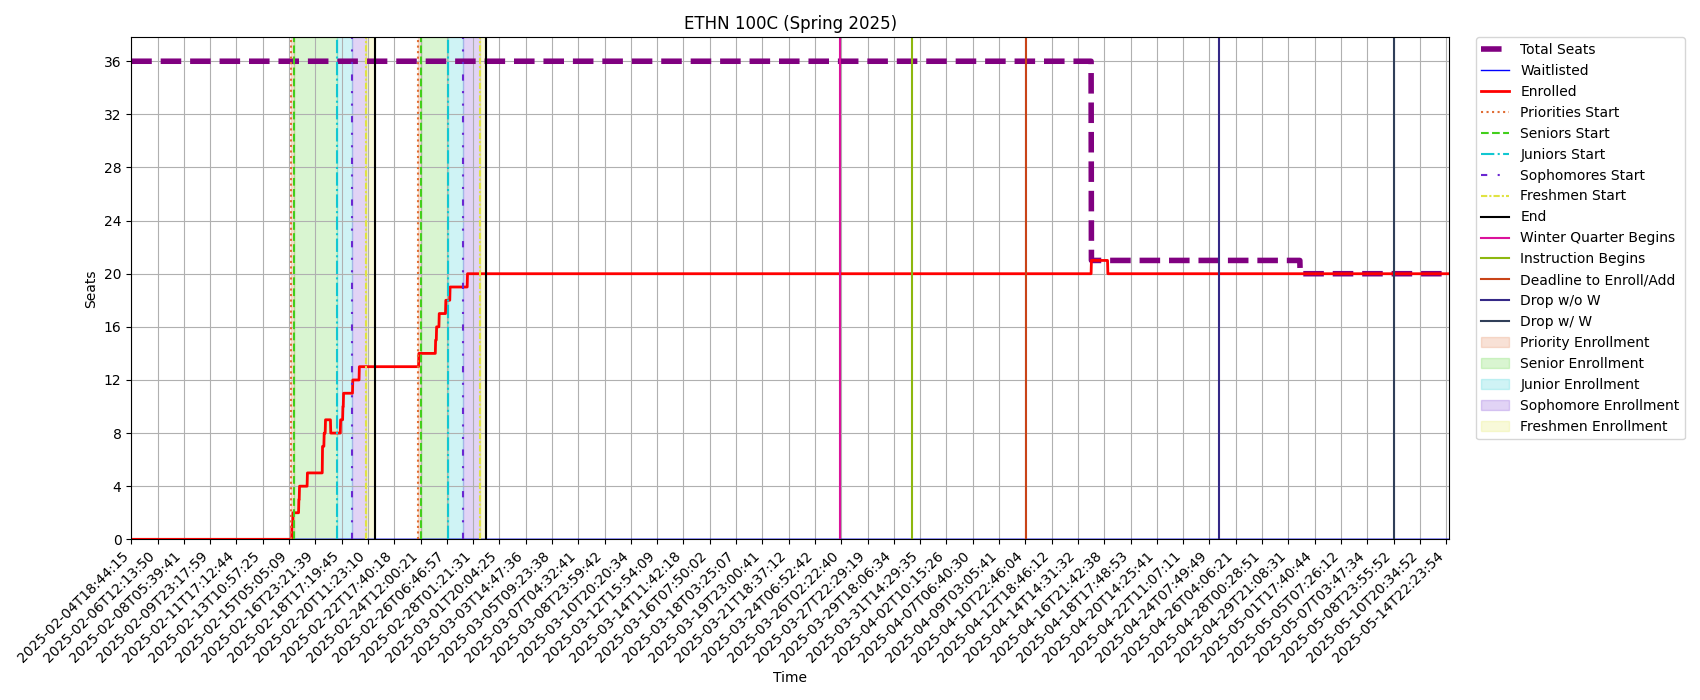 ETHN 100C (Spring 2025)
Seats
36
32
28
24
20
16
12
8
4
0
2025-02-04T18:44:15
2025-02-06T12:13:50
2025-02-08T05:39:41
2025-02-09T23:17:59
2025-02-11T17:12:44
2025-02-13T10:57:25
2025-02-15T05:05:09
2025-02-16T23:21:39
2025-02-18T17:19:45
2025-02-20T11:23:10
2025-02-22T17:40:18
2025-02-24T12:00:21
2025-02-26T06:46:57
2025-02-28T01:21:31
2025-03-01T20:04:25
2025-03-03T14:47:36
2025-03-05T09:23:38
2025-03-07T04:32:41
2025-03-08T23:59:42
2025-03-10T20:20:34
2025-03-12T15:54:09
2025-03-14T11:42:18
2025-03-16T07:50:02
2025-03-18T03:25:07
2025-03-19T23:00:41
2025-03-21T18:37:12
2025-03-24T06:52:42
2025-03-26T02:22:40
2025-03-27T22:29:19
2025-03-29T18:06:34
2025-03-31T14:29:35
2025-04-02T10:15:26
2025-04-07T06:40:30
2025-04-09T03:05:41
2025-04-10T22:46:04
2025-04-12T18:46:12
2025-04-14T14:31:32
2025-04-16T21:42:38
2025-04-18T17:48:53
2025-04-20T14:25:41
2025-04-22T11:07:11
2025-04-24T07:49:49
2025-04-26T04:06:21
2025-04-28T00:28:51
2025-04-29T21:08:31
2025-05-01T17:40:44
2025-05-05T07:26:12
2025-05-07T03:47:34
2025-05-08T23:55:52
2025-05-10T20:34:52
2025-05-14T22:23:54
Time
Total Seats
Waitlisted
Enrolled
Priorities Start
Seniors Start
Juniors Start
Sophomores Start
Freshmen Start
End
Winter Quarter Begins
Instruction Begins
Deadline to Enroll/Add
Drop w/o W
Drop w/ W
Priority Enrollment
Senior Enrollment
Junior Enrollment
Sophomore Enrollment
Freshmen Enrollment